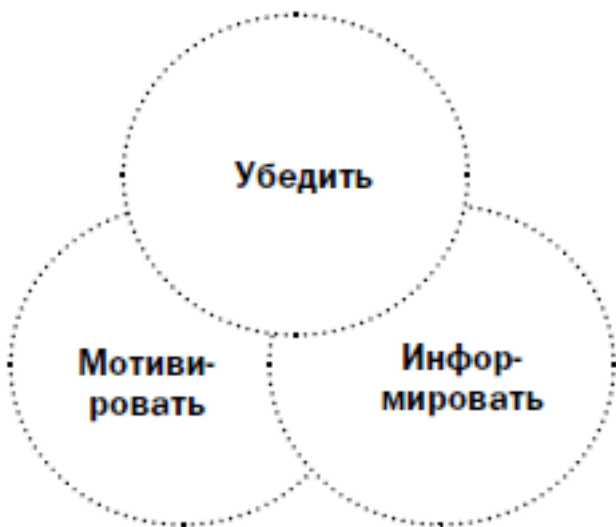 Убедить
Мотиви-
ровать
Инфор-
мировать